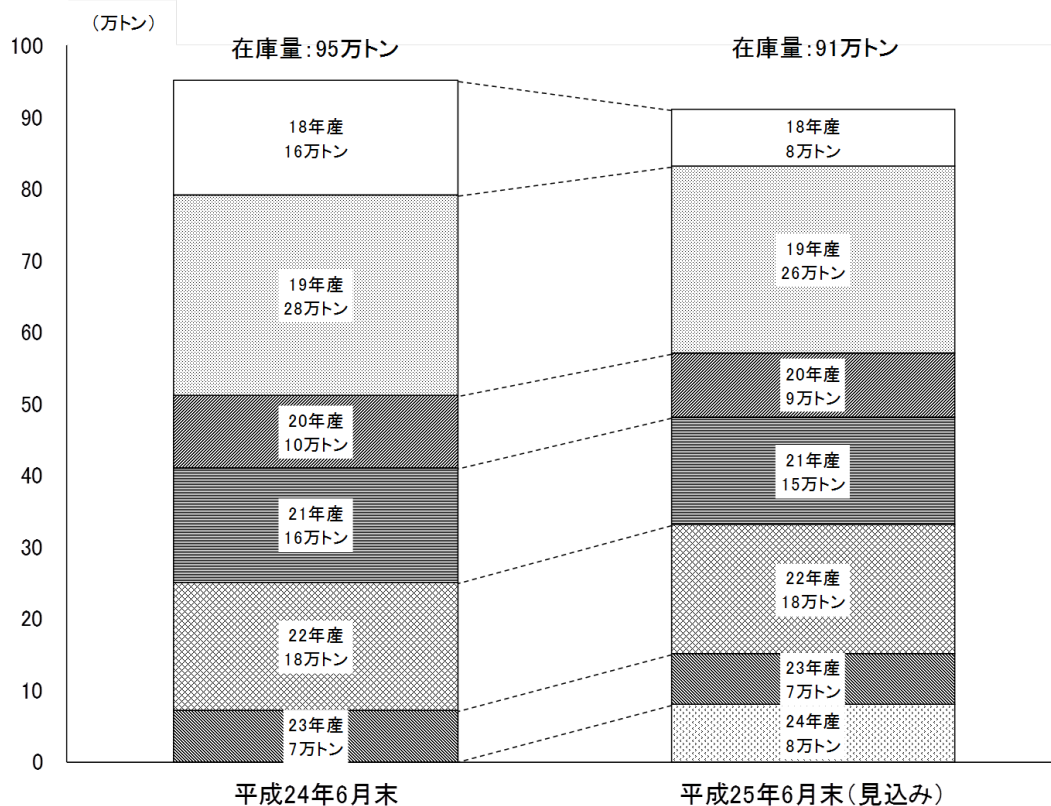 （万トン）
在庫量：95万トン
在庫量：91万トン
100
90
80
70
60
50
40
30
20
10
0
18年産
16万トン
19年産
28万トン
20年産
10万トン
21年産
16万トン
22年産
18万トン
23年産
7万トン
18年産
8万トン
19年産
26万トン
20年産
9万トン
21年産
15万トン
22年産
18万トン
23年産
7万トン
24年産
8万トン
平成24年6月末
平成25年6月末（見込み）